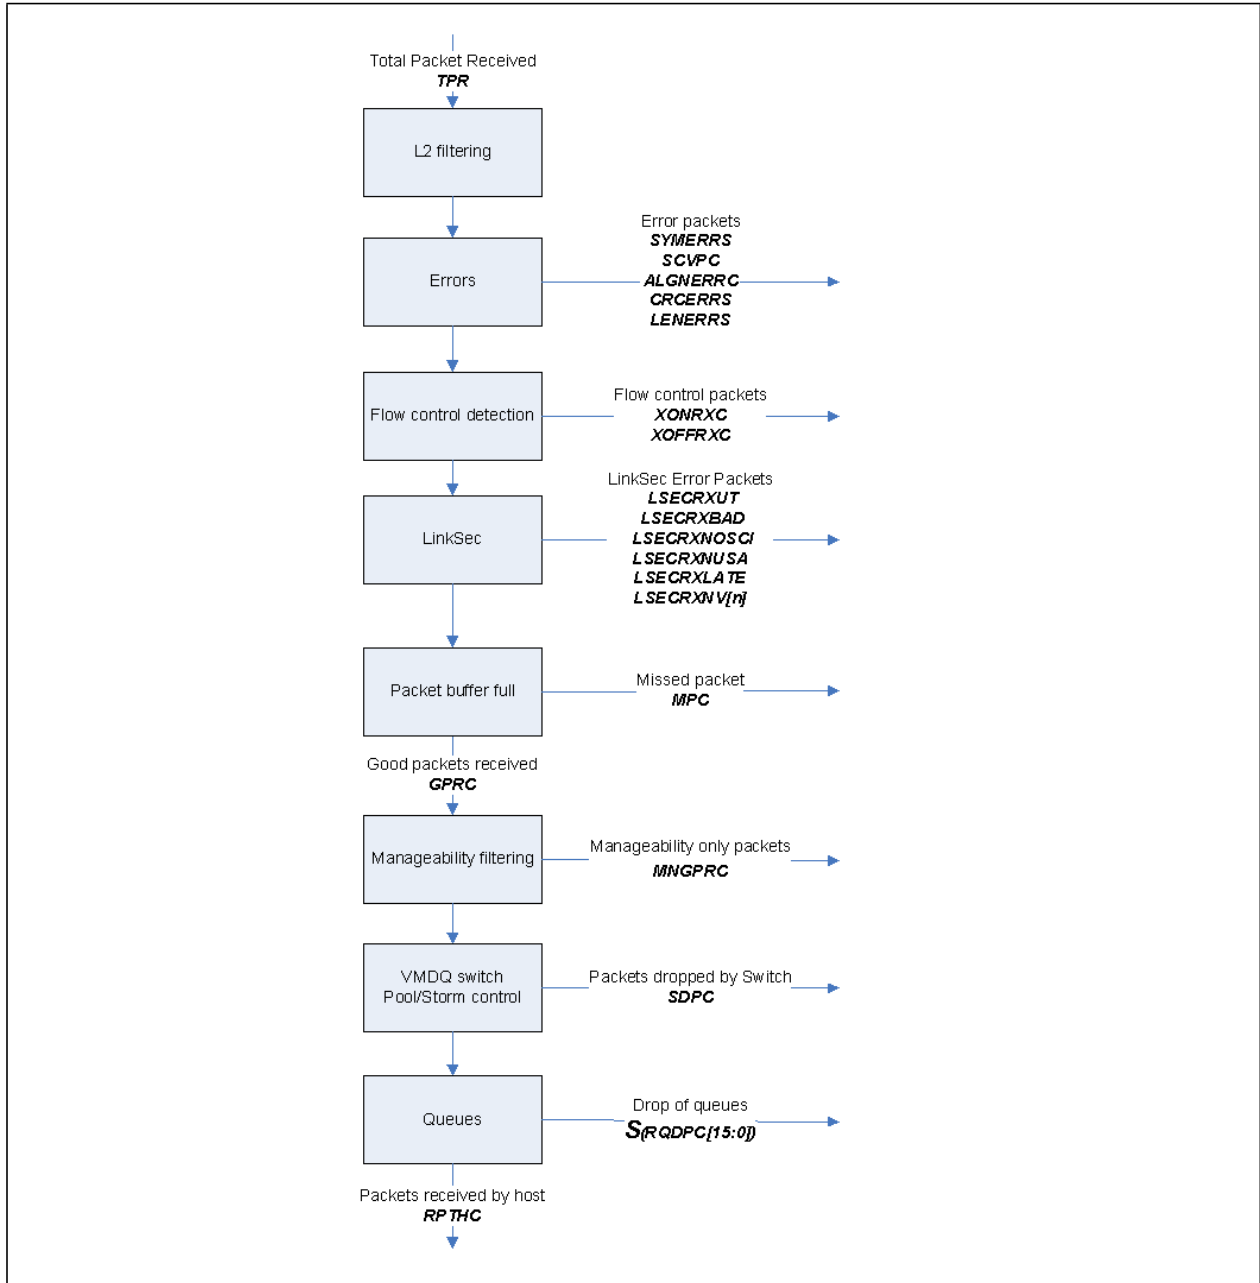 Total Packet Received
TPR
L2 filtering
Errors
Error packets
SYMERRS
SCVPC
ALGNERRC
CRCERRS
LENERRS
Flow control detection
Flow control packets
XONRXC
XOFFRXC
LinkSec
LinkSec Error Packets
LSECRXUT
LSECRXBAD
LSECRXNOSCI
LSECRXNUSA
LSECRXLATE
LSECRXNV[n]
Packet buffer full
Missed packet
MPC
Good packets received
GPRC
Manageability filtering
Manageability only packets
MNGPRC
VMDQ switch
Pool/Storm control
Packets dropped by Switch
SDPC
Queues
Drop of queues
S(RQDPC[15:0])
Packets received by host
RPTHC